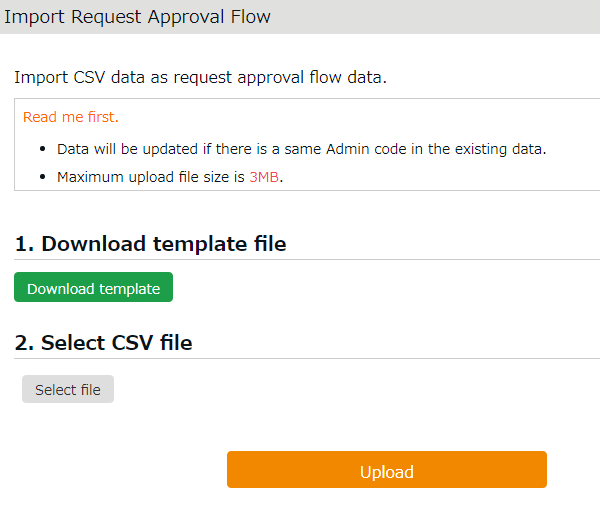 Import Request Approval Flow
Import CSV data as request approval flow data.
Read me first.
• Data will be updated if there is a same Admin code in the existing data.
• Maximum upload file size is 3MB.
1. Download template file
Download template
2. Select CSV file
Select file
Upload